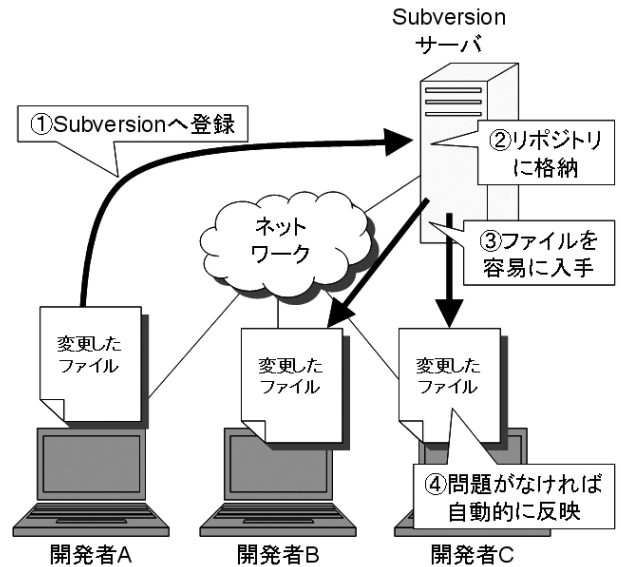 Subversion
サーバ
①Subversionへ登録
②リポジトリ
に格納
ネット
ワーク
③ファイルを
容易に入手
変更した
ファイル
変更した
ファイル
変更した
ファイル
④問題がなければ
自動的に反映
開発者A
開発者B
開発者C